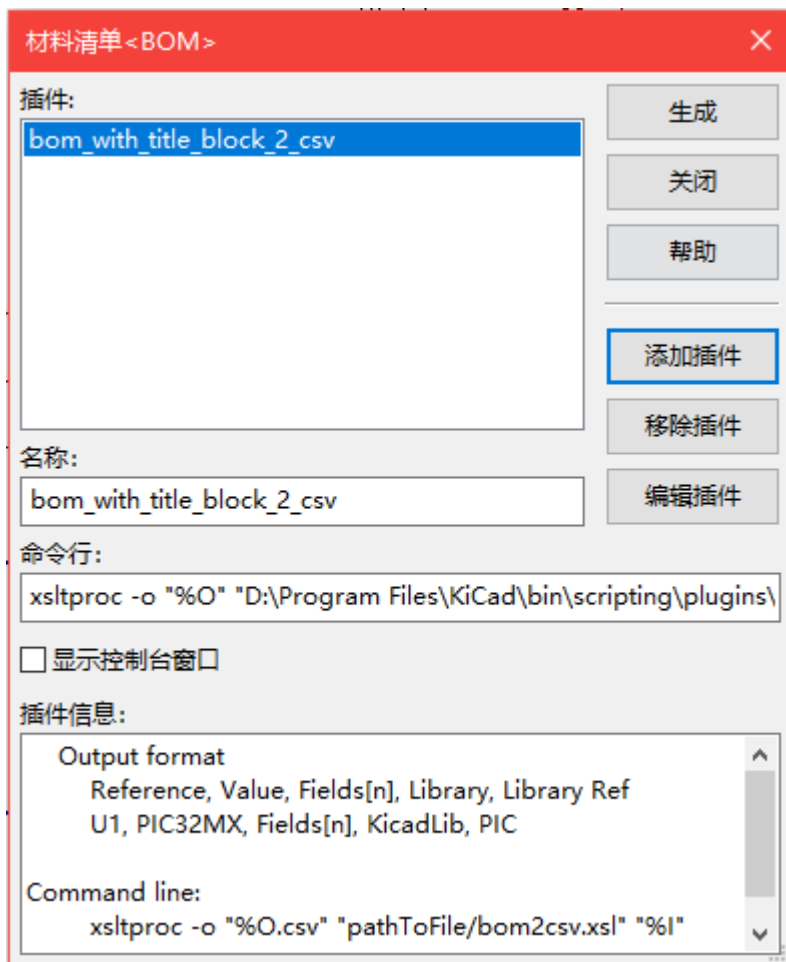 材料清单<BOM>
插件:
bom_with_title_block_2_csv
生成
关闭
帮助
添加插件
移除插件
编辑插件
名称:
bom_with_title_block_2_csv
命令行:
xsltproc -o "%O" "D:\Program Files\KiCad\bin\scripting\plugins\
显示控制台窗口
插件信息:
Output format
Reference, Value, Fields[n], Library, Library Ref
U1, PIC32MX, Fields[n], KicadLib, PIC
Command line:
xsltproc -o "%O.csv" "pathToFile/bom2csv.xsl" "%I"